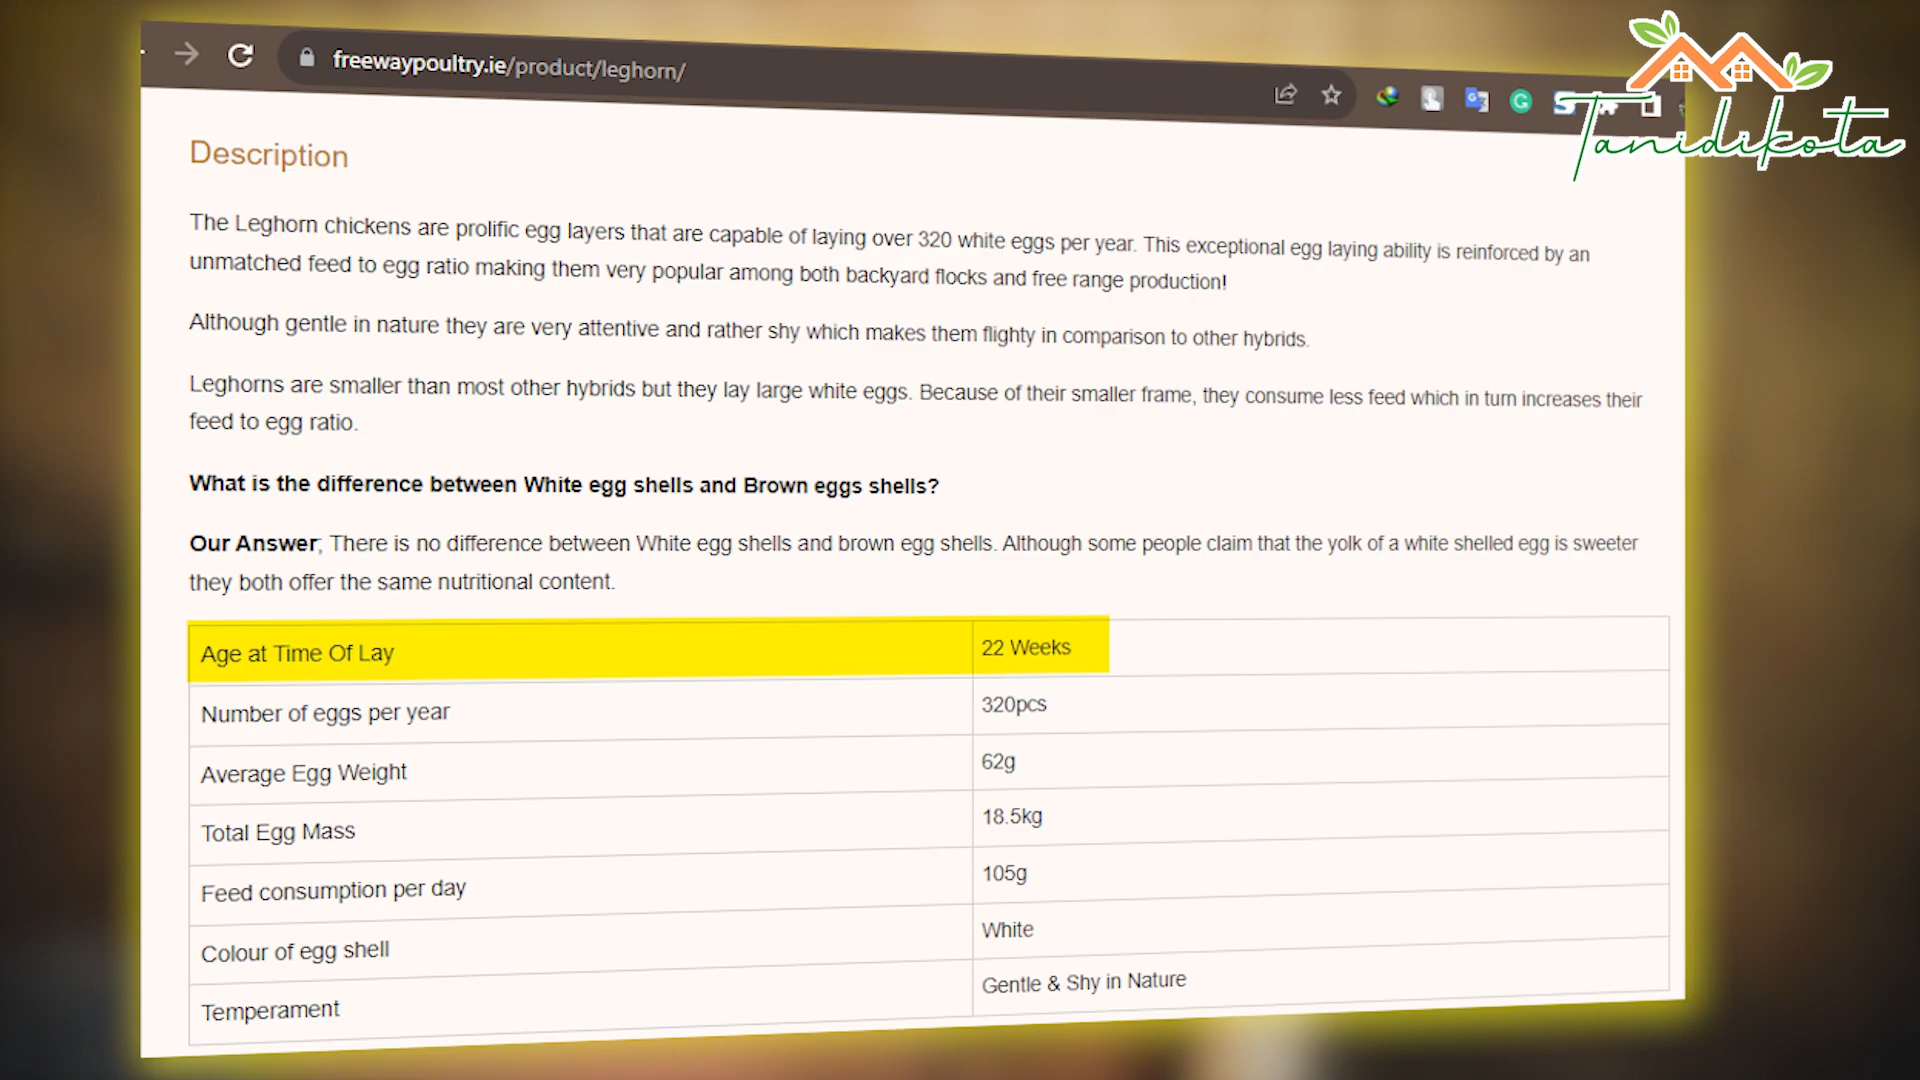 freewaypoultry.ie/product/leghorn/
Tanidikota
Description
The Leghorn chickens are prolific egg layers that are capable of laying over 320 white eggs per year. This exceptional egg laying ability is reinforced by an
unmatched feed to egg ratio making them very popular among both backyard flocks and free range production!
Although gentle in nature they are very attentive and rather shy which makes them flighty in comparison to other hybrids.
Leghorns are smaller than most other hybrids but they lay large white eggs. Because of their smaller frame, they consume less feed which in turn increases their
feed to egg ratio.
What is the difference between White egg shells and Brown eggs shells?
Our Answer; There is no difference between White egg shells and brown egg shells. Although some people claim that the yolk of a white shelled egg is sweeter
they both offer the same nutritional content.
Age at Time Of Lay 22 Weeks
Number of eggs per year 320pcs
Average Egg Weight 62g
Total Egg Mass 18.5kg
Feed consumption per day 105g
Colour of egg shell White
Temperament Gentle & Shy in Nature